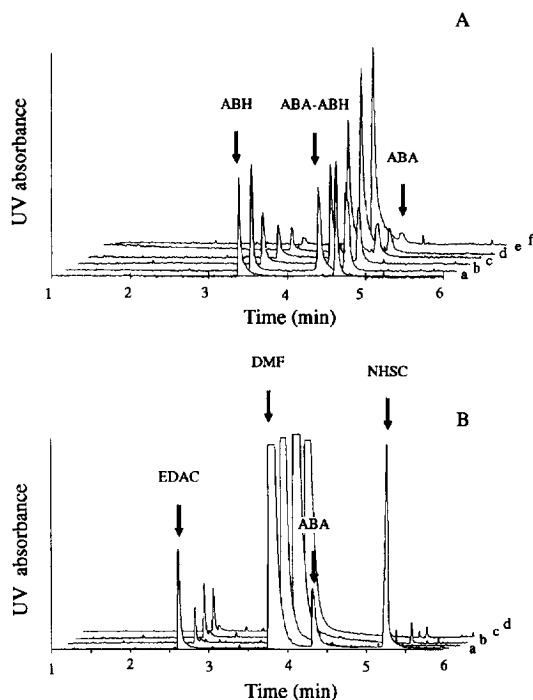 A
ABH
ABA-ABH
ABA
UV absorbance
a b c d e f
1 2 3 4 5 6
Time (min)
B
DMF
NHSC
EDAC
ABA
UV absorbance
a b c d
1 2 3 4 5 6
Time (min)